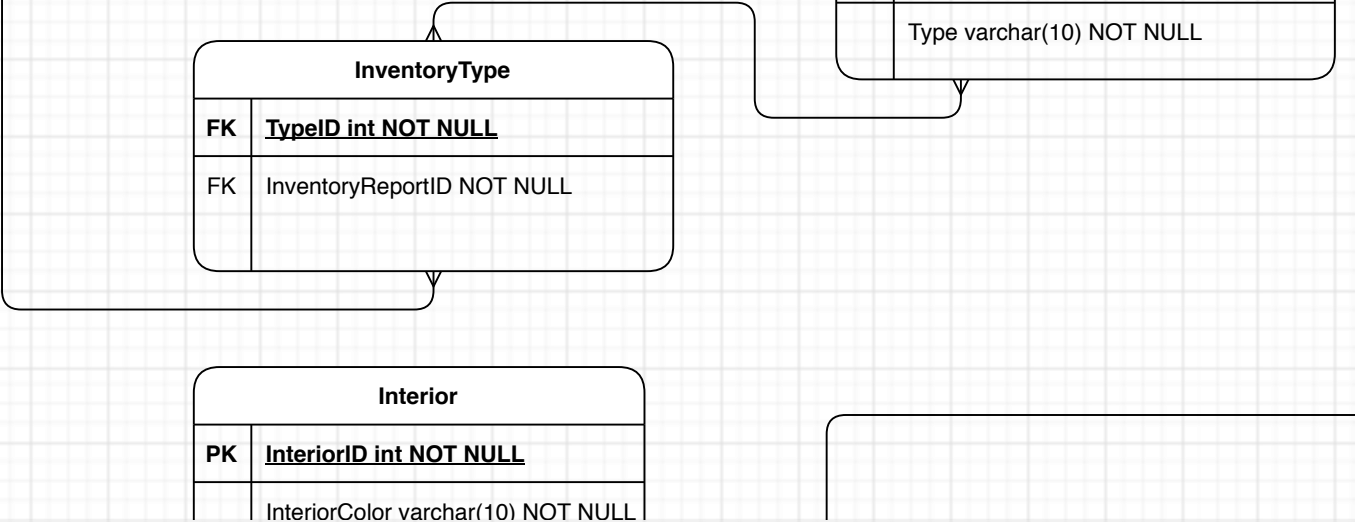 Type varchar(10) NOT NULL
InventoryType
FK TypeID int NOT NULL
FK InventoryReportID NOT NULL
Interior
PK InteriorID int NOT NULL
InteriorColor varchar(10) NOT NULL